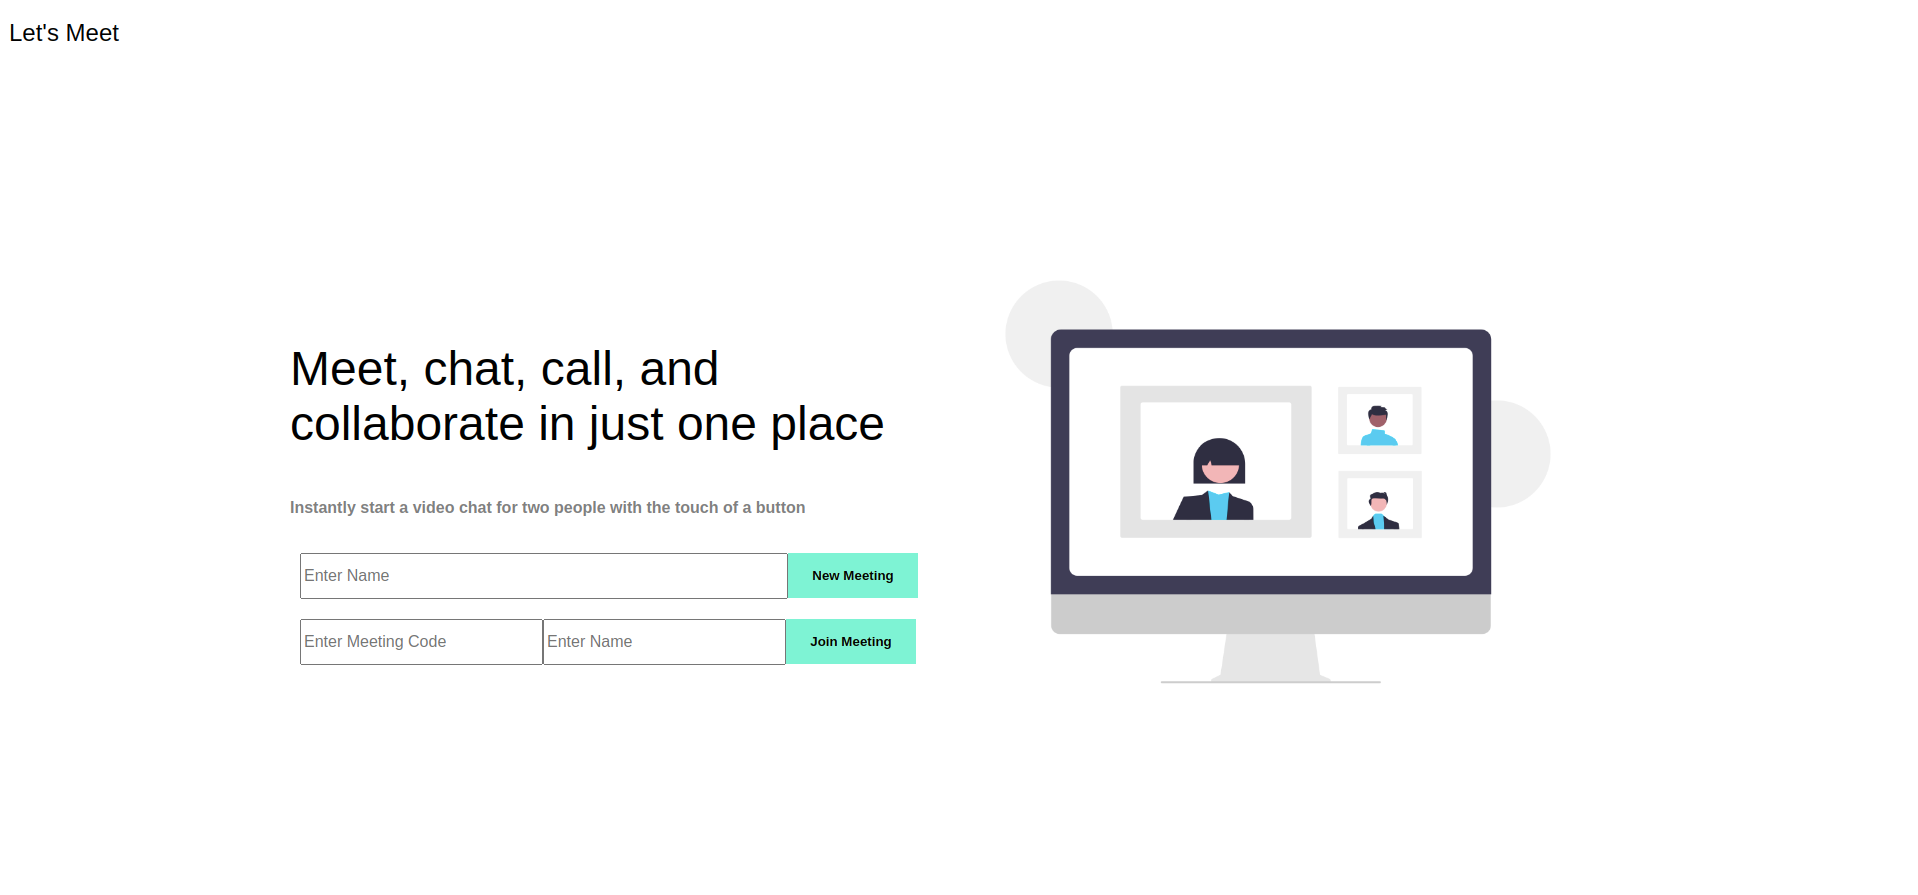 Let's Meet
Meet, chat, call, and
collaborate in just one place
Instantly start a video chat for two people with the touch of a button
Enter Name
New Meeting
Enter Meeting Code
Enter Name
Join Meeting